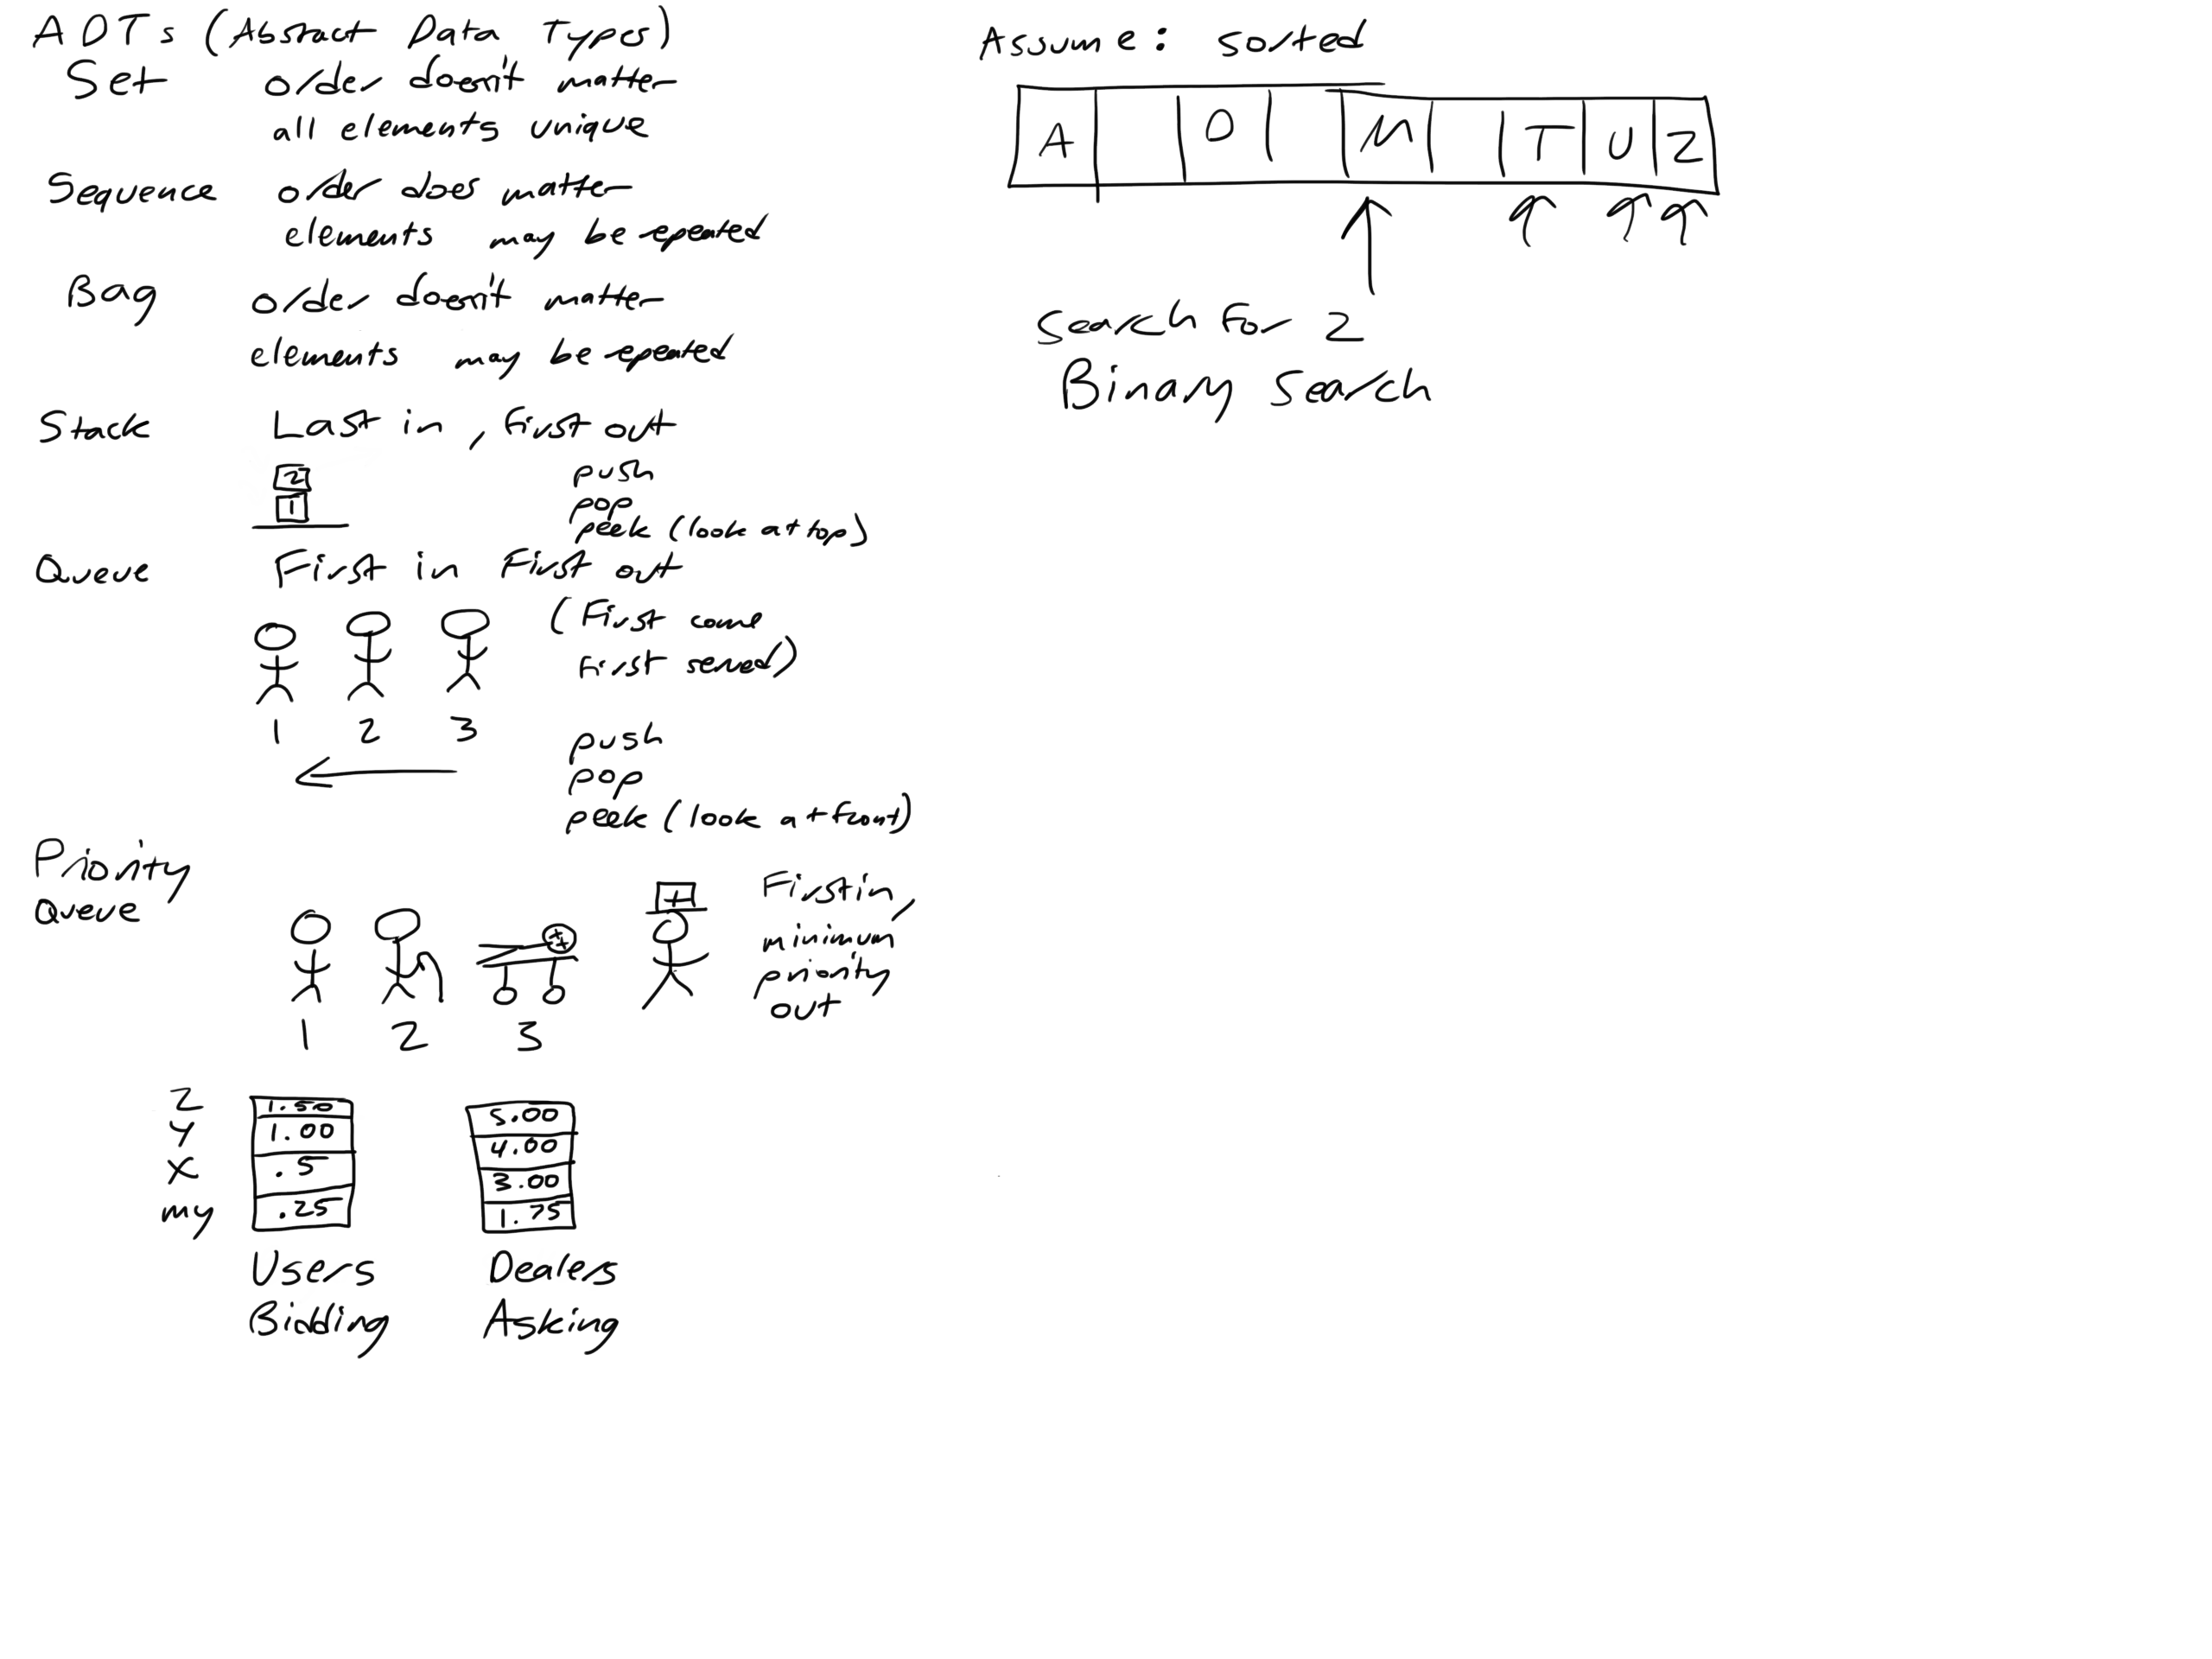 ADTs (Abstract Data Types)
Set order doesn't matter
all elements unique
Sequence order does matter
elements may be repeated
Bag order doesn't matter
elements may be repeated
Stack Last in, first out
2
1
push
pop
peek (look at top)
Queue First in First out
(First come
First served)
1 2 3
push
pop
peek (look at front)
Priority
Queue
+
First in,
minimum
priority
out
1 2 3
Z 1.50 5.00
Y 1.00 4.00
X .5 3.00
my .25 1.75
Users Dealers
Bidding Asking
Assume: sorted
A D M T U Z
Search for Z
Binary Search